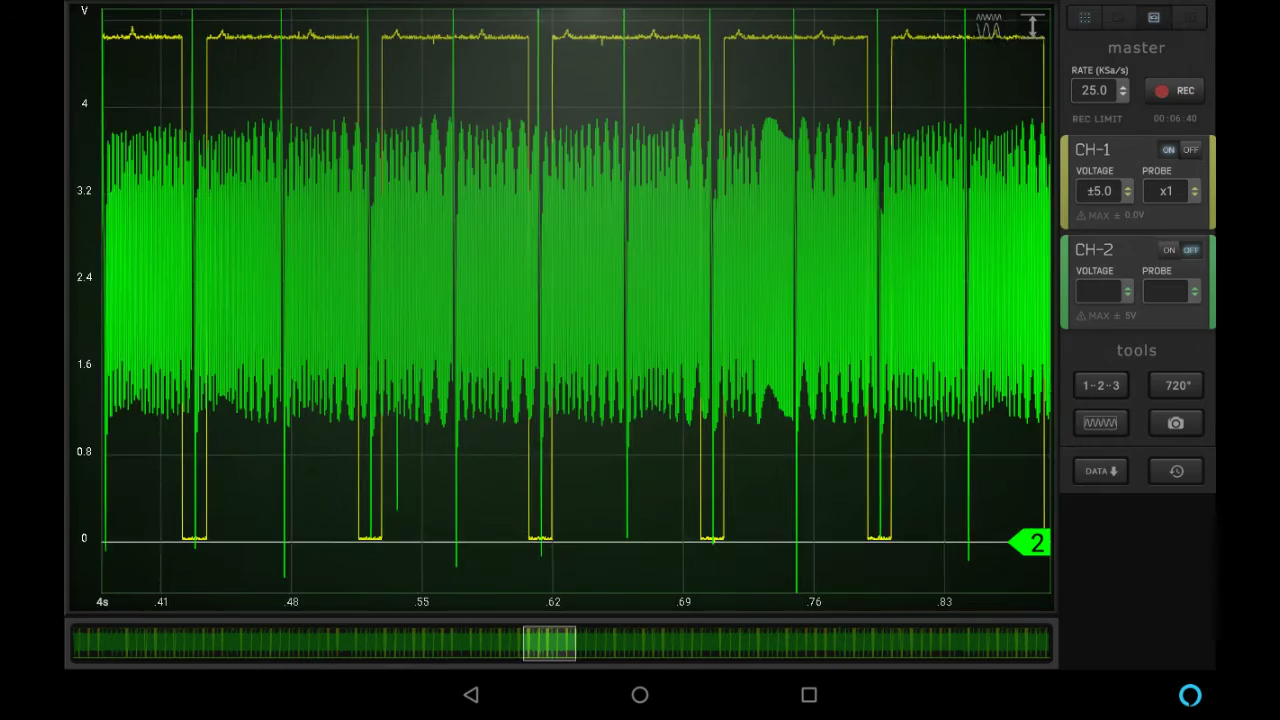 V
4
3.2
2.4
1.6
0.8
0
2
4s .41 .48 .55 .62 .69 .76 .83
master
RATE (KSa/s)
25.0 REC
REC LIMIT 00:06:40
CH-1 ON OFF
VOLTAGE PROBE
±5.0 x1
MAX ± 0.0V
CH-2 ON OFF
VOLTAGE PROBE
MAX ± 5V
tools
1-2-3 720°
DATA